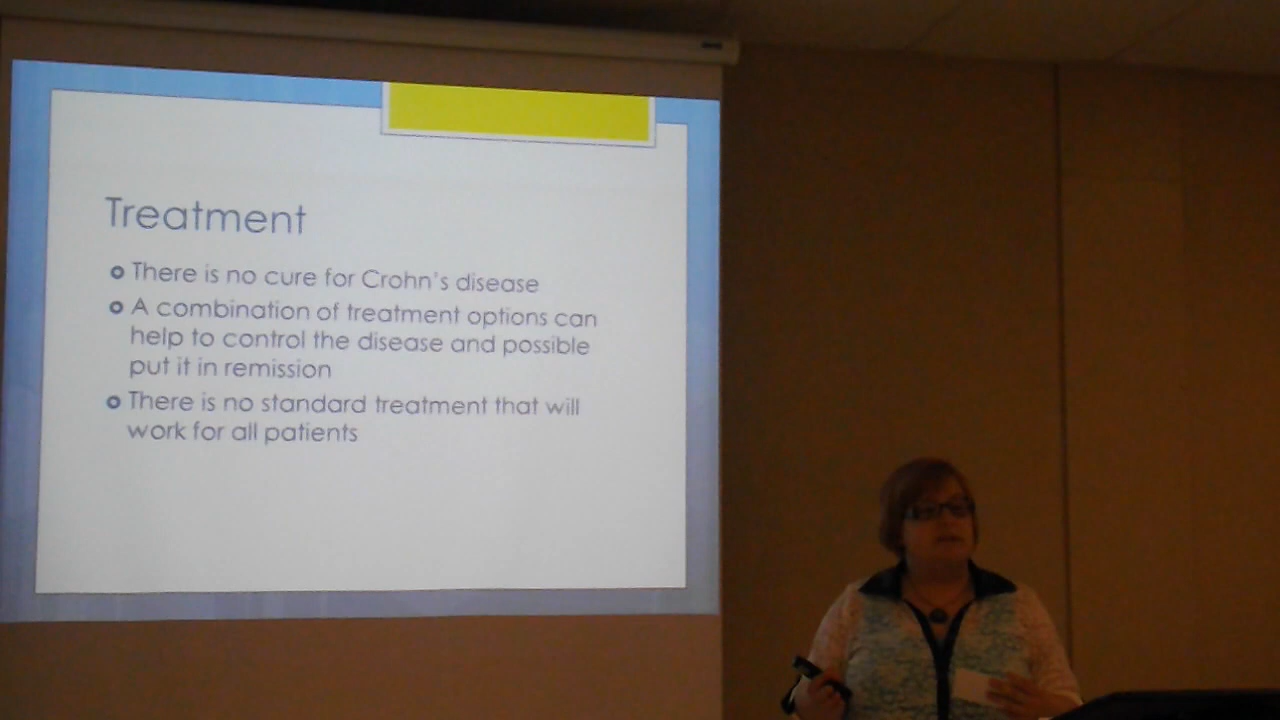 Treatment
There is no cure for Crohn's disease
A combination of treatment options can
help to control the disease and possible
put it in remission
There is no standard treatment that will
work for all patients